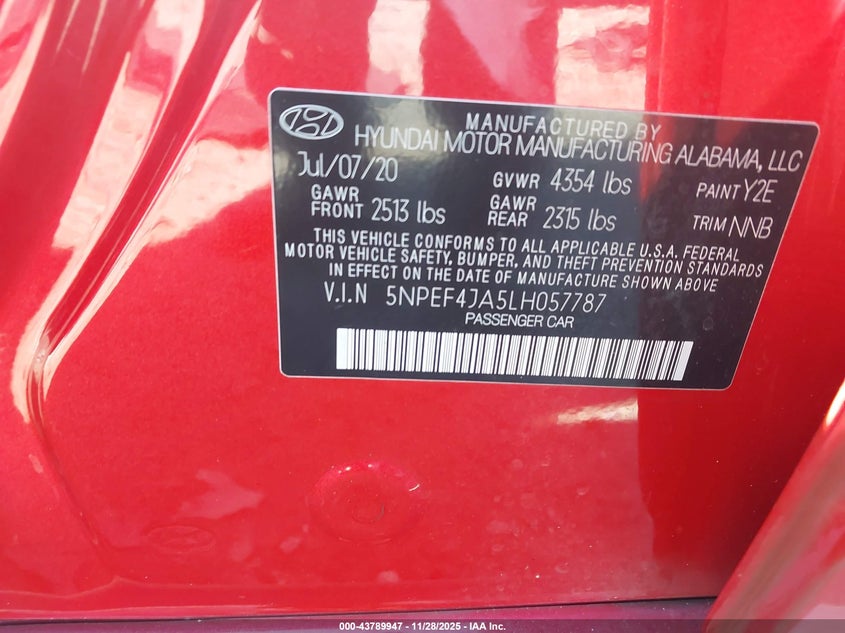 MANUFACTURED BY
HYUNDAI MOTOR MANUFACTURING ALABAMA, LLC
Jul/07/20 GVWR 4354 lbs PAINT Y2E
GAWR FRONT 2513 lbs GAWR REAR 2315 lbs TRIM NNB
THIS VEHICLE CONFORMS TO ALL APPLICABLE U.S.A. FEDERAL
MOTOR VEHICLE SAFETY, BUMPER, AND THEFT PREVENTION STANDARDS
IN EFFECT ON THE DATE OF MANUFACTURE SHOWN ABOVE
V.I.N 5NPEF4JA5LH057787
PASSENGER CAR
000-43789947 - 11/28/2025 - IAA Inc.